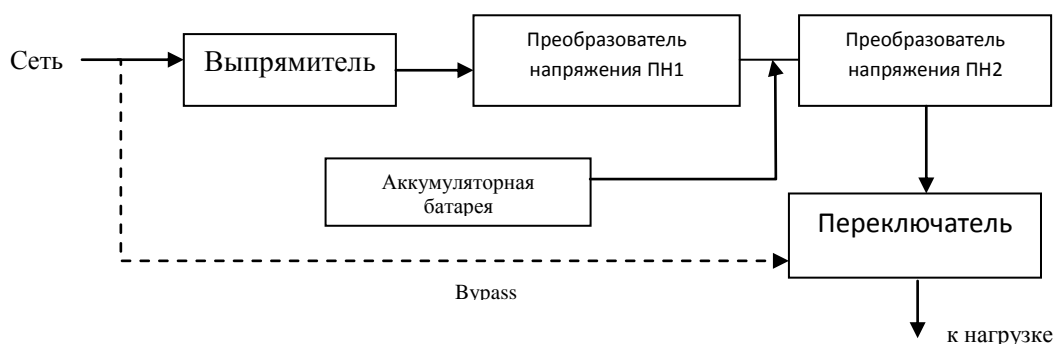 Сеть
Выпрямитель
Преобразователь
напряжения ПН1
Преобразователь
напряжения ПН2
Аккумуляторная
батарея
Переключатель
Bypass
к нагрузке